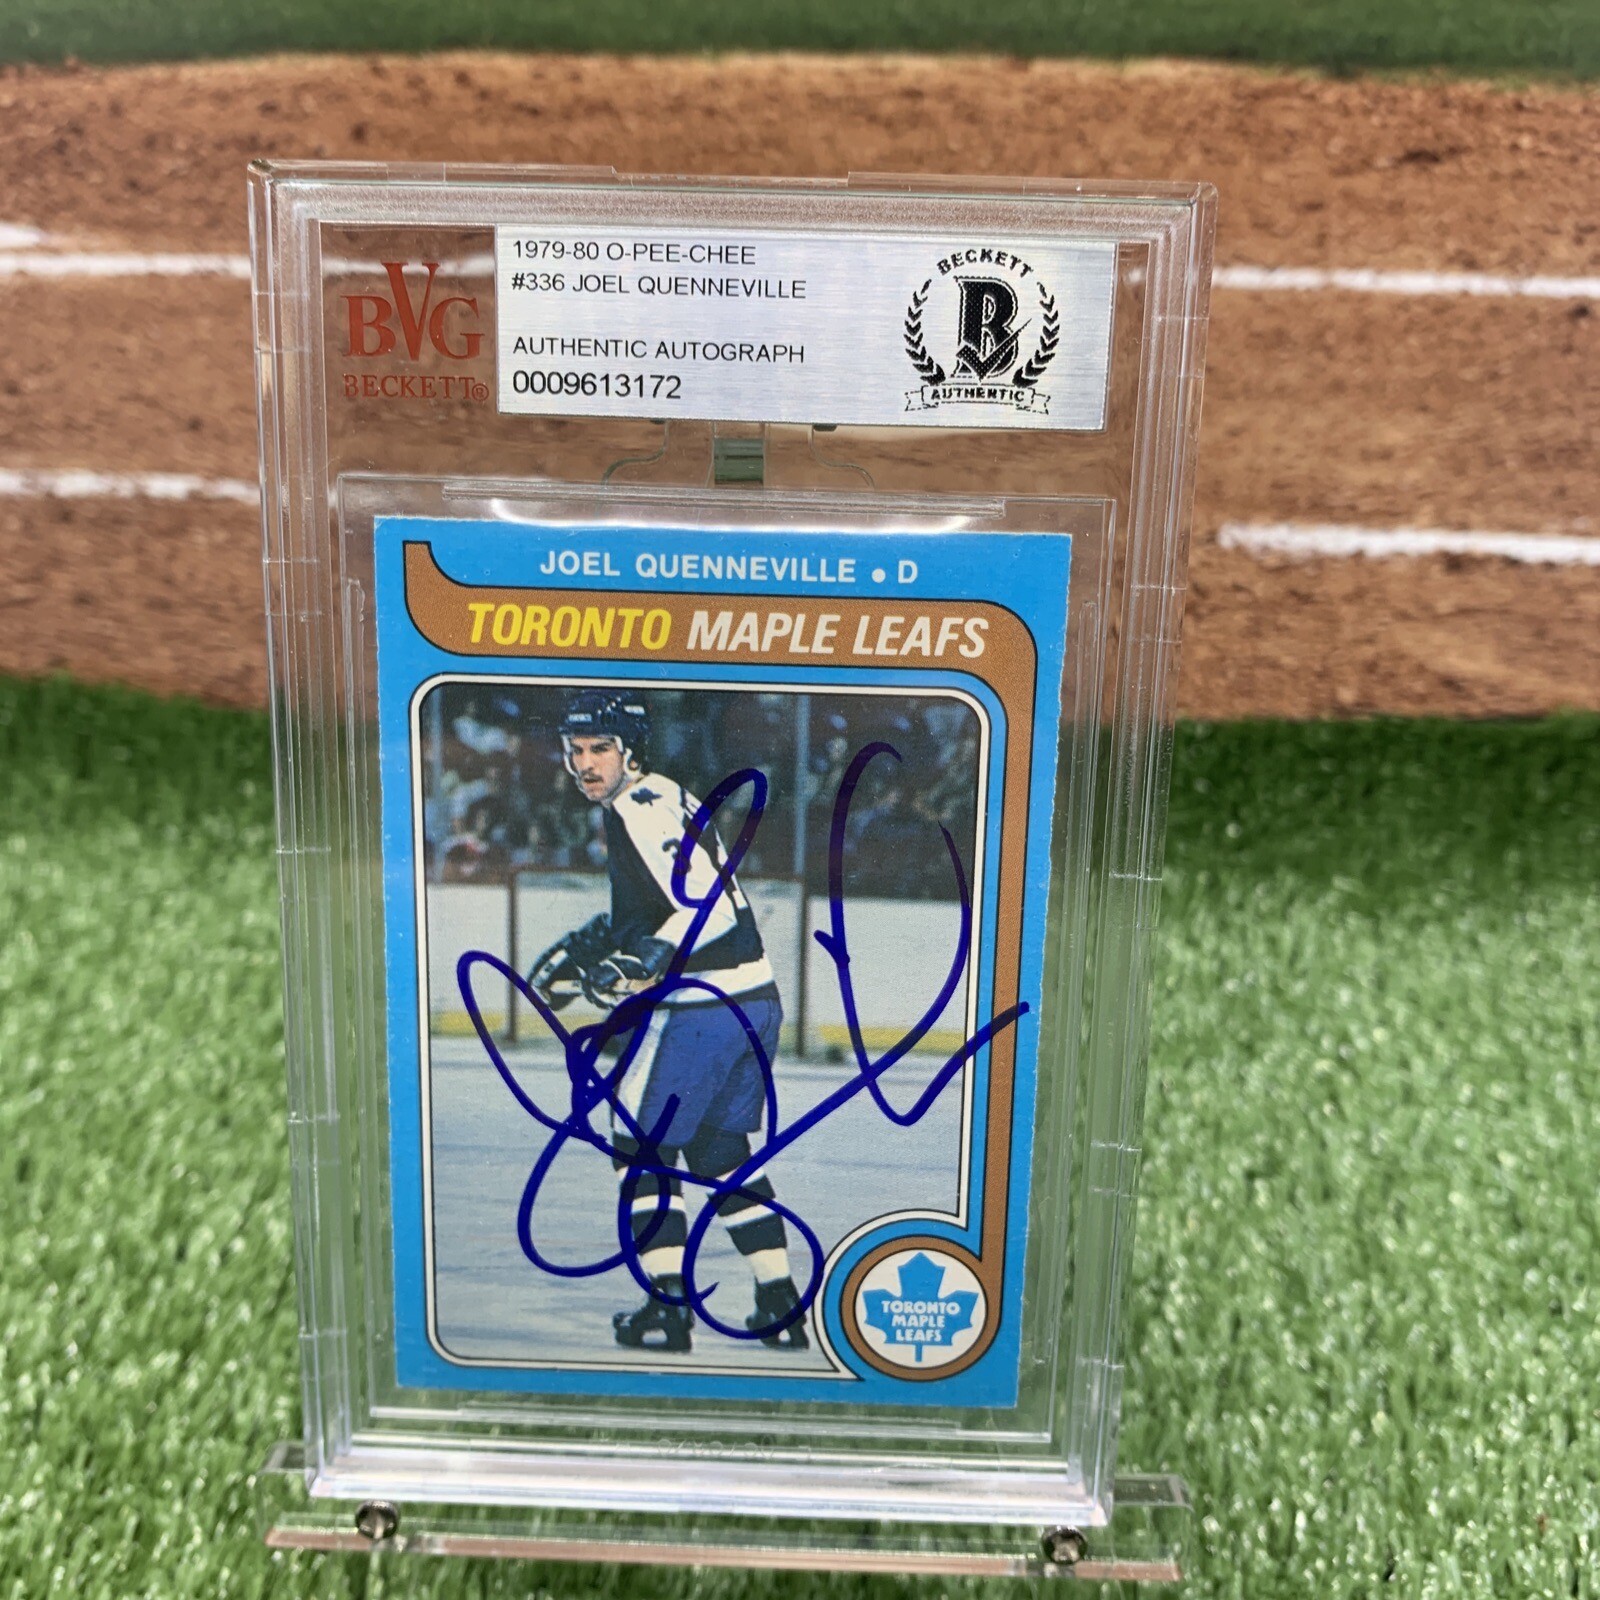 1979-80 O-PEE-CHEE
#336 JOEL QUENNEVILLE
AUTHENTIC AUTOGRAPH
0009613172
BVG
BECKETT®
BECKETT
B
AUTHENTIC
JOEL QUENNEVILLE • D
TORONTO MAPLE LEAFS
3
TORONTO
MAPLE
LEAFS